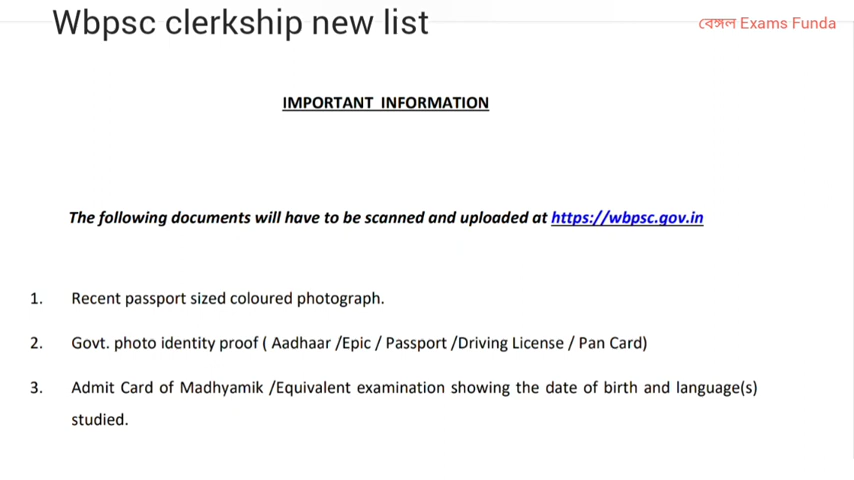 Wbpsc clerkship new list
বেঙ্গল Exams Funda
IMPORTANT INFORMATION
The following documents will have to be scanned and uploaded at https://wbpsc.gov.in
1. Recent passport sized coloured photograph.
2. Govt. photo identity proof ( Aadhaar /Epic / Passport /Driving License / Pan Card)
3. Admit Card of Madhyamik /Equivalent examination showing the date of birth and language(s)
studied.